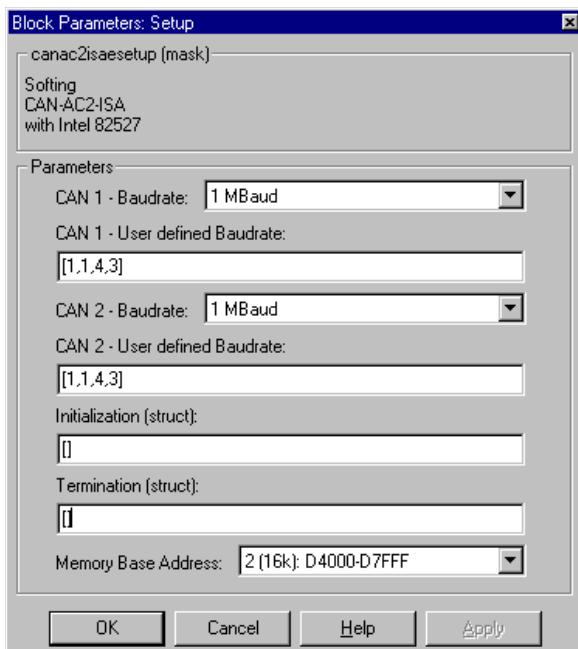 Block Parameters: Setup
canac2isaesetup (mask)
Softing
CAN-AC2-ISA
with Intel 82527
Parameters
CAN 1 - Baudrate: 1 MBaud
CAN 1 - User defined Baudrate:
[1,1,4,3]
CAN 2 - Baudrate: 1 MBaud
CAN 2 - User defined Baudrate:
[1,1,4,3]
Initialization (struct):
[]
Termination (struct):
[]
Memory Base Address: 2 (16k): D4000-D7FFF
OK Cancel Help Apply